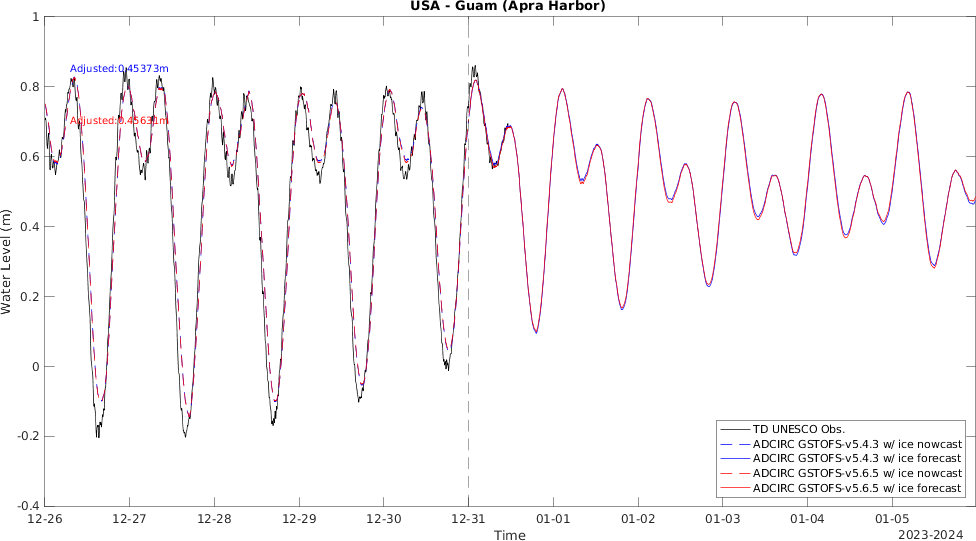 USA - Guam (Apra Harbor)
1
0.8
0.6
0.4
0.2
0
-0.2
-0.4
Water Level (m)
Adjusted:0.45373m
Adjusted:0.45631m
TD UNESCO Obs.
ADCIRC GSTOFS-v5.4.3 w/ ice nowcast
ADCIRC GSTOFS-v5.4.3 w/ ice forecast
ADCIRC GSTOFS-v5.6.5 w/ ice nowcast
ADCIRC GSTOFS-v5.6.5 w/ ice forecast
12-26 12-27 12-28 12-29 12-30 12-31 01-01 01-02 01-03 01-04 01-05
Time
2023-2024